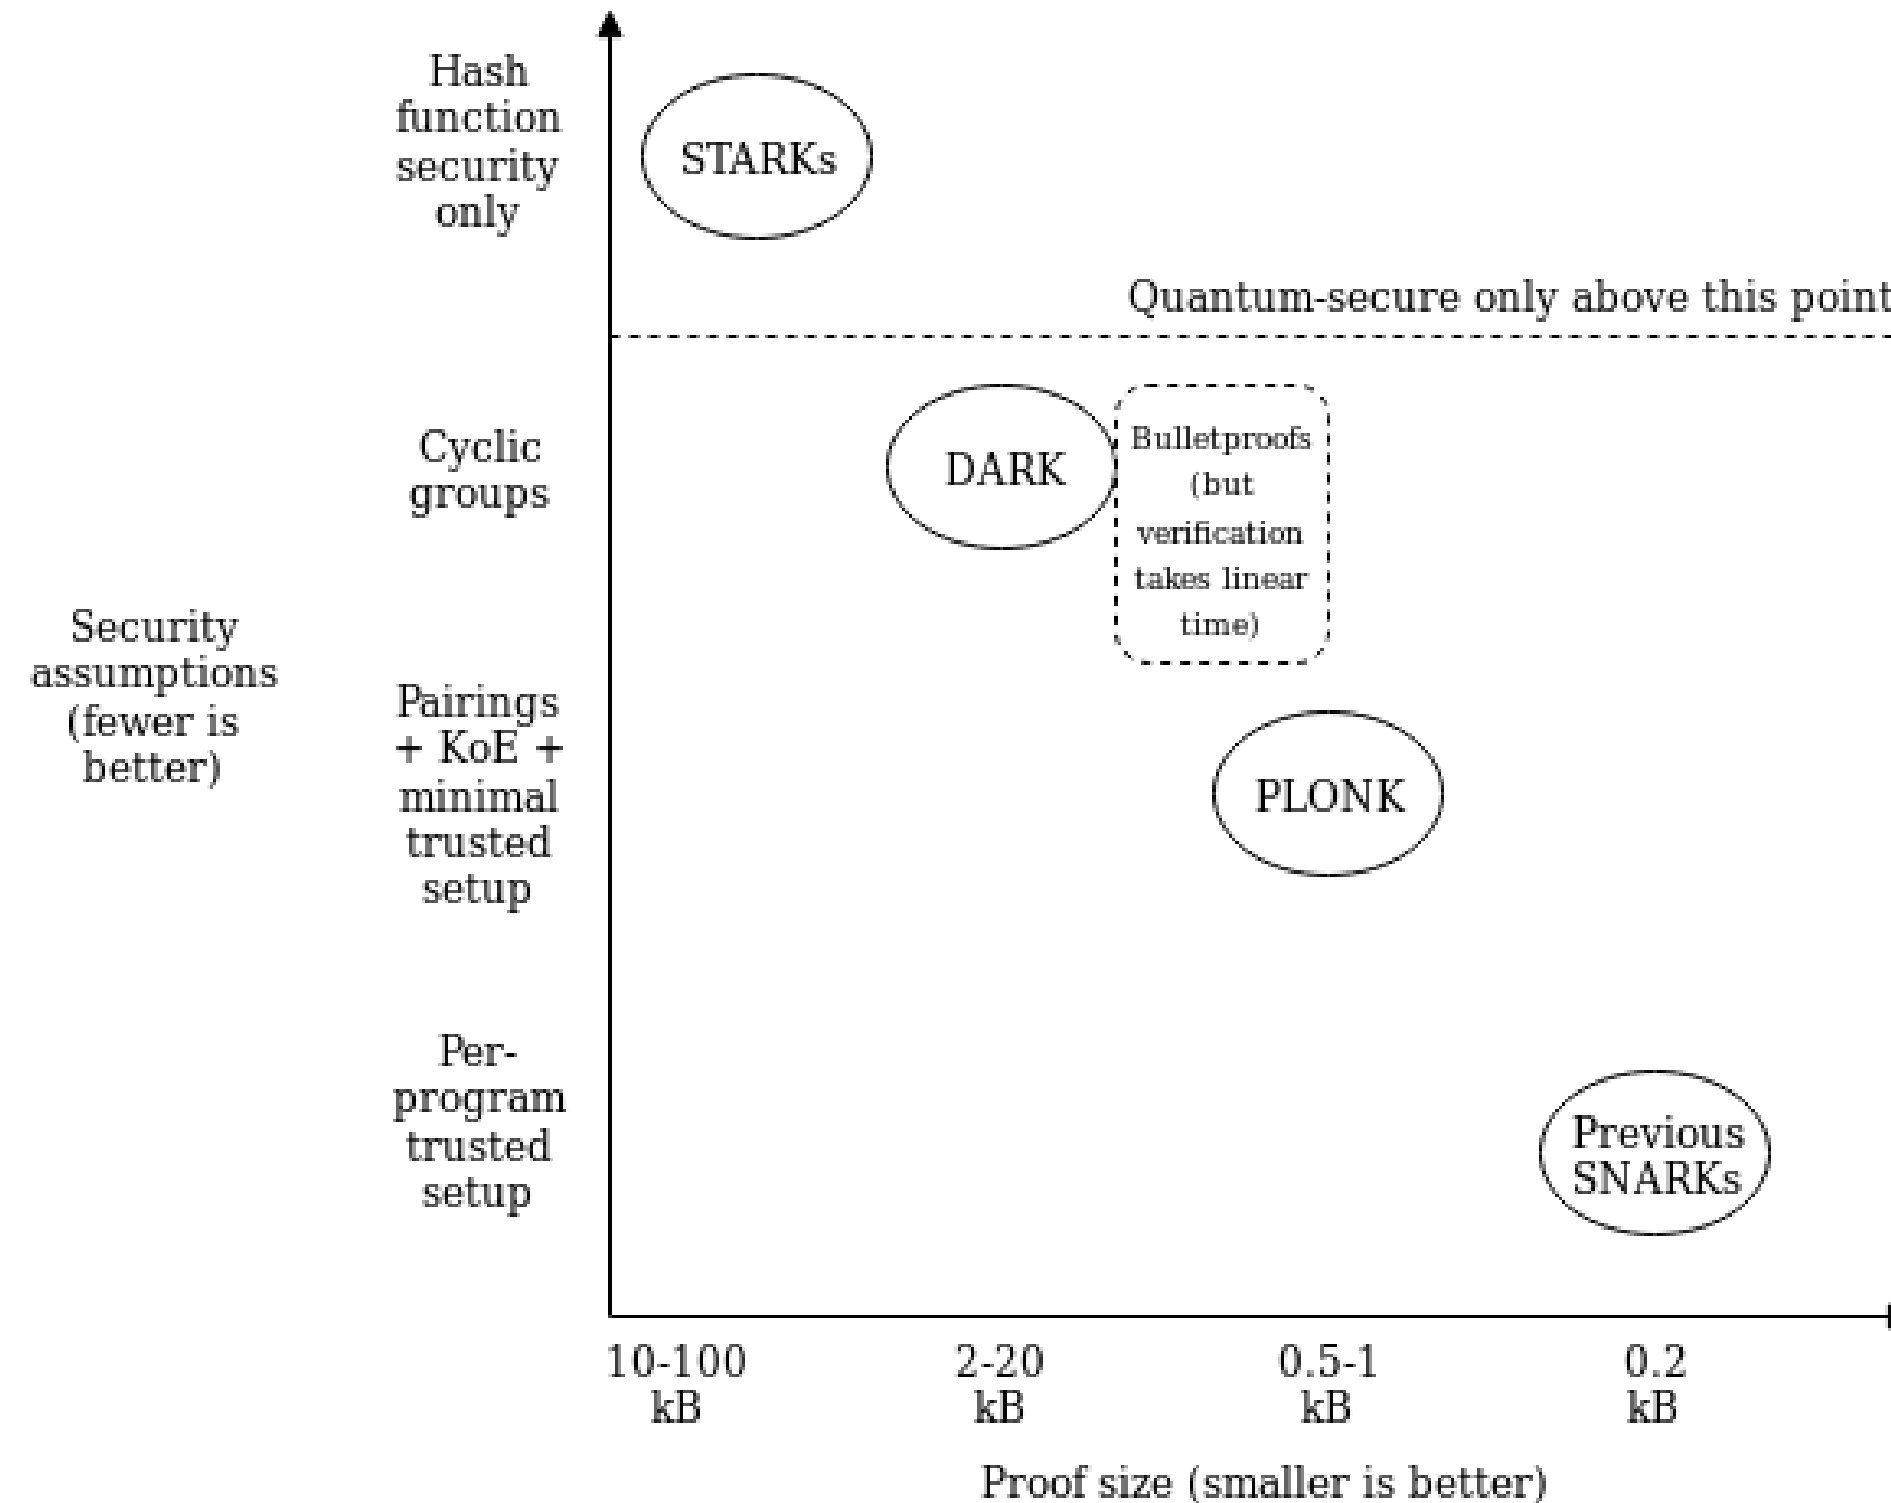 Hash
function
security
only
STARKs
Quantum-secure only above this point
Cyclic
groups
DARK
Bulletproofs
(but
verification
takes linear
time)
Security
assumptions
(fewer is
better)
Pairings
+ KoE +
minimal
trusted
setup
PLONK
Per-
program
trusted
setup
Previous
SNARKs
10-100
kB
2-20
kB
0.5-1
kB
0.2
kB
Proof size (smaller is better)